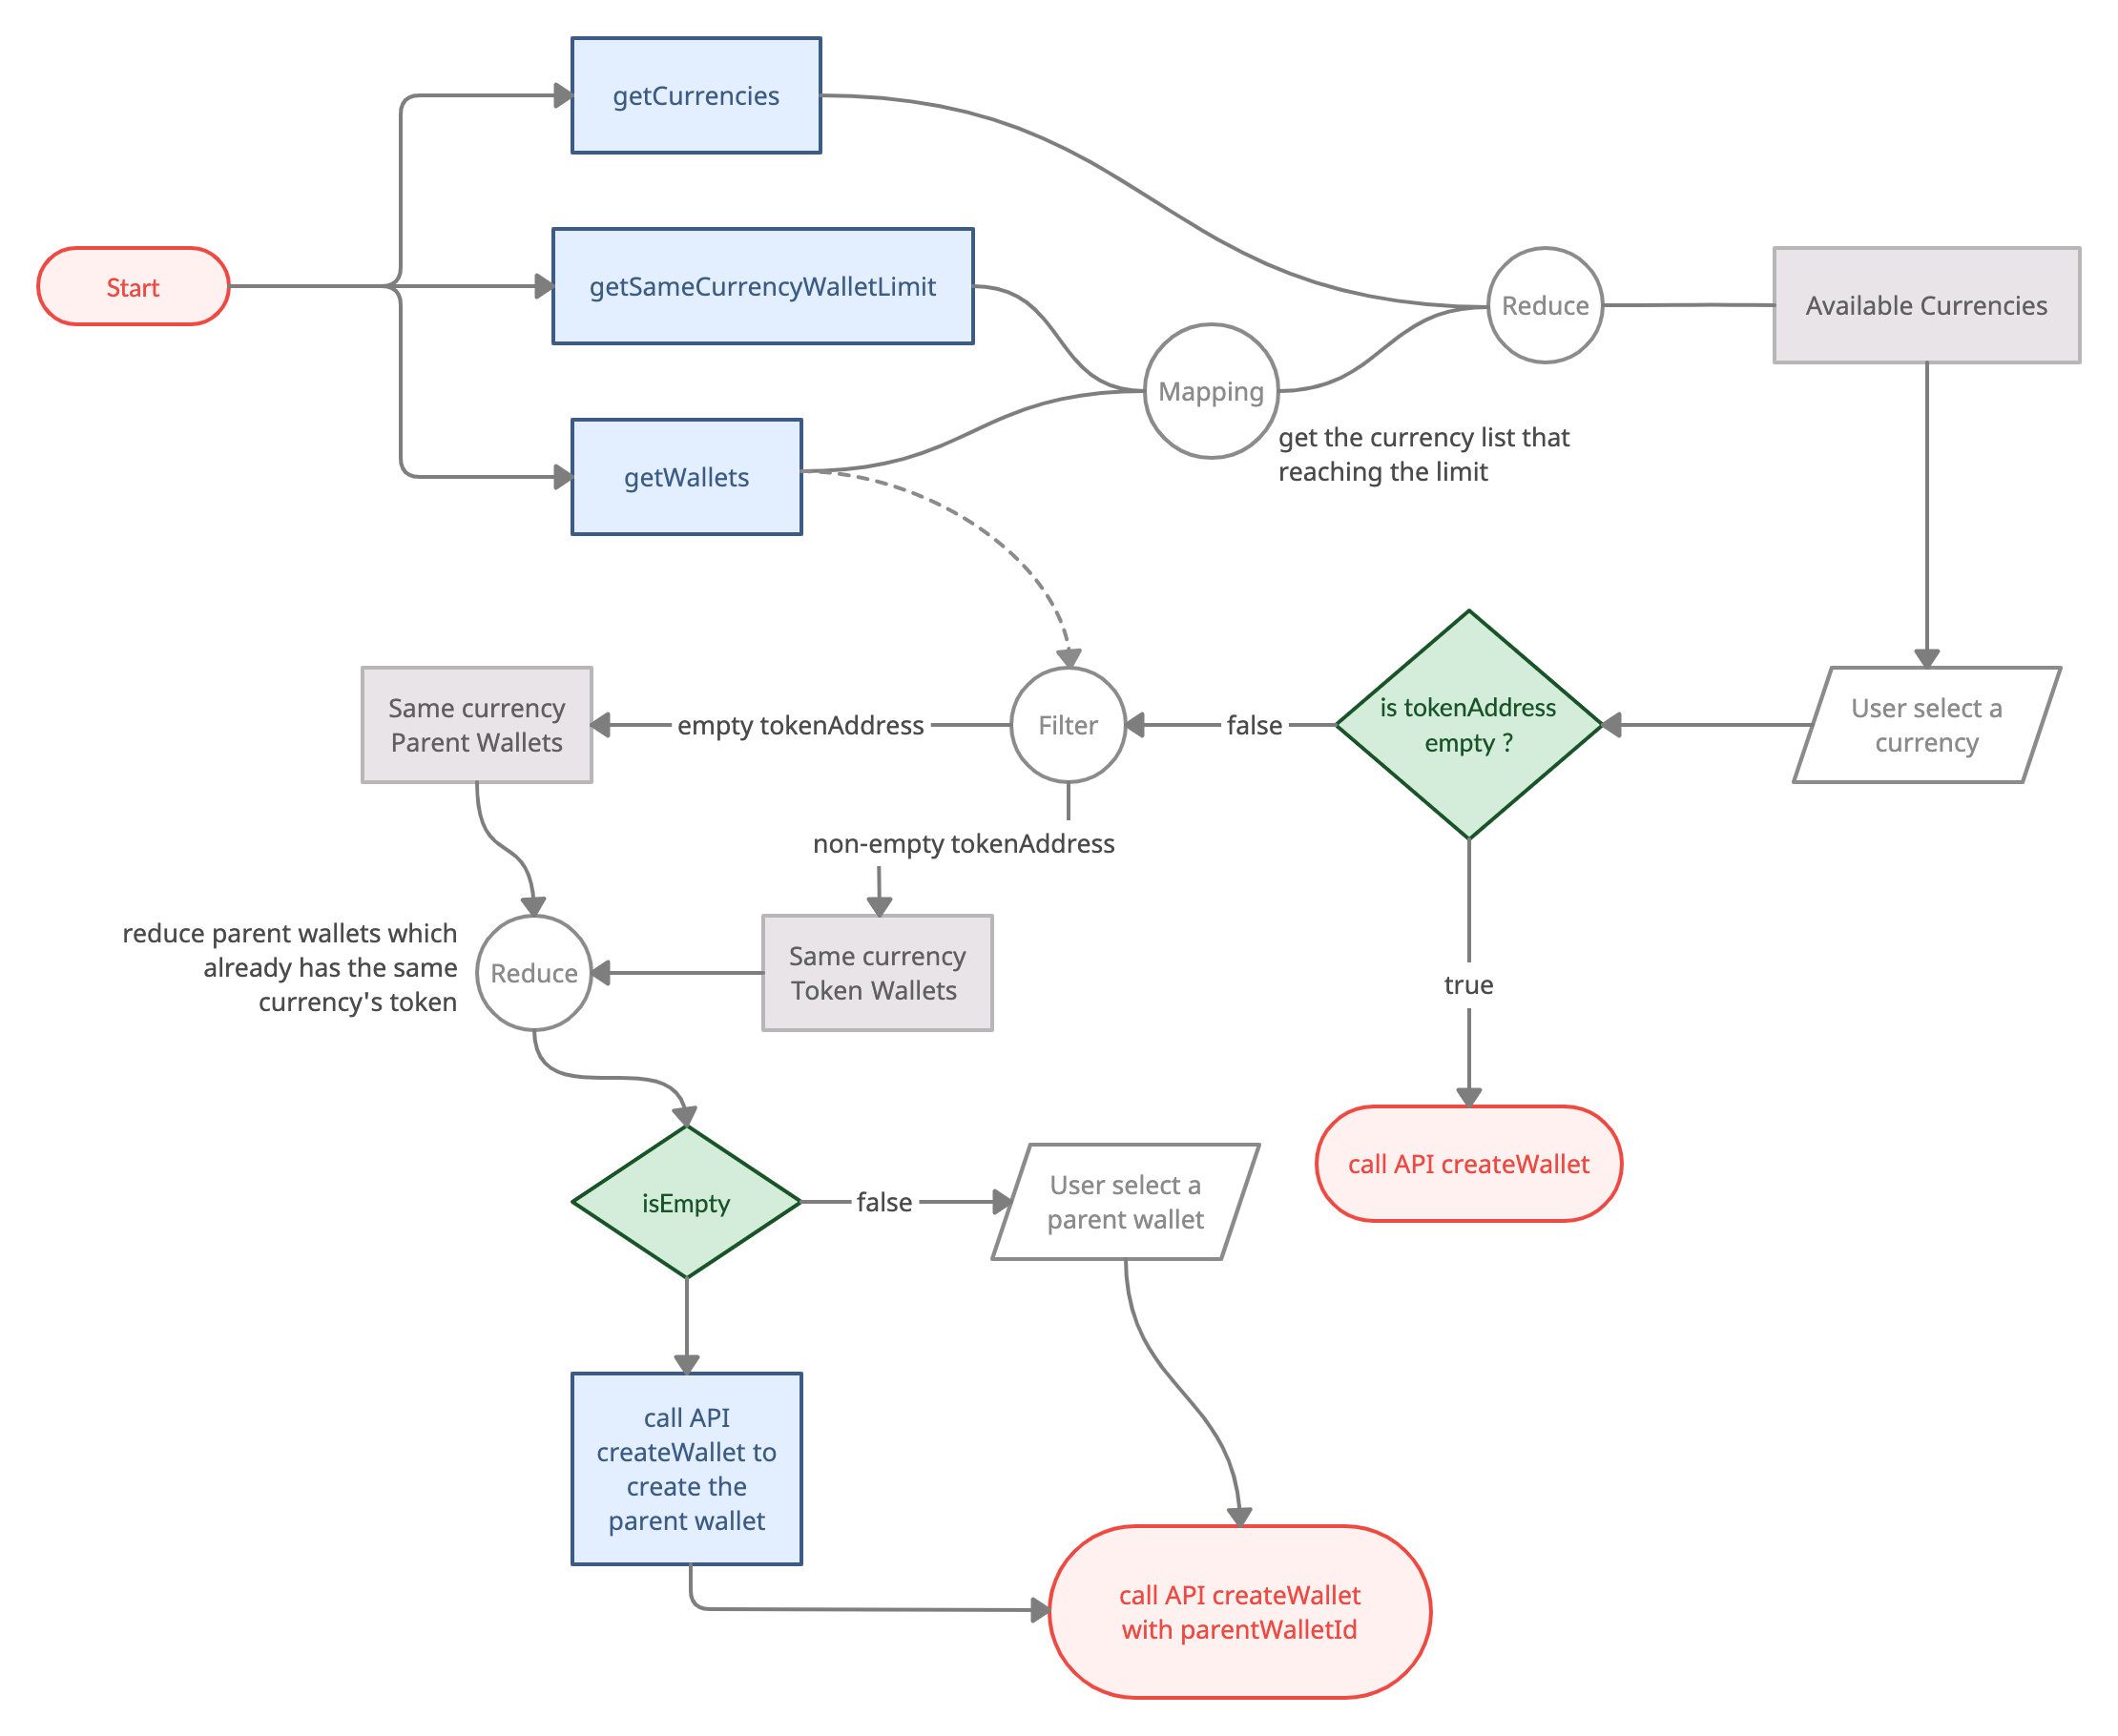 getCurrencies
Start
getSameCurrencyWalletLimit
Reduce
Available Currencies
Mapping
get the currency list that
reaching the limit
getWallets
Same currency
Parent Wallets
empty tokenAddress
Filter
false
is tokenAddress
empty ?
User select a
currency
non-empty tokenAddress
reduce parent wallets which
already has the same
currency's token
Reduce
Same currency
Token Wallets
true
call API createWallet
isEmpty
false
User select a
parent wallet
call API
createWallet to
create the
parent wallet
call API createWallet
with parentWalletId